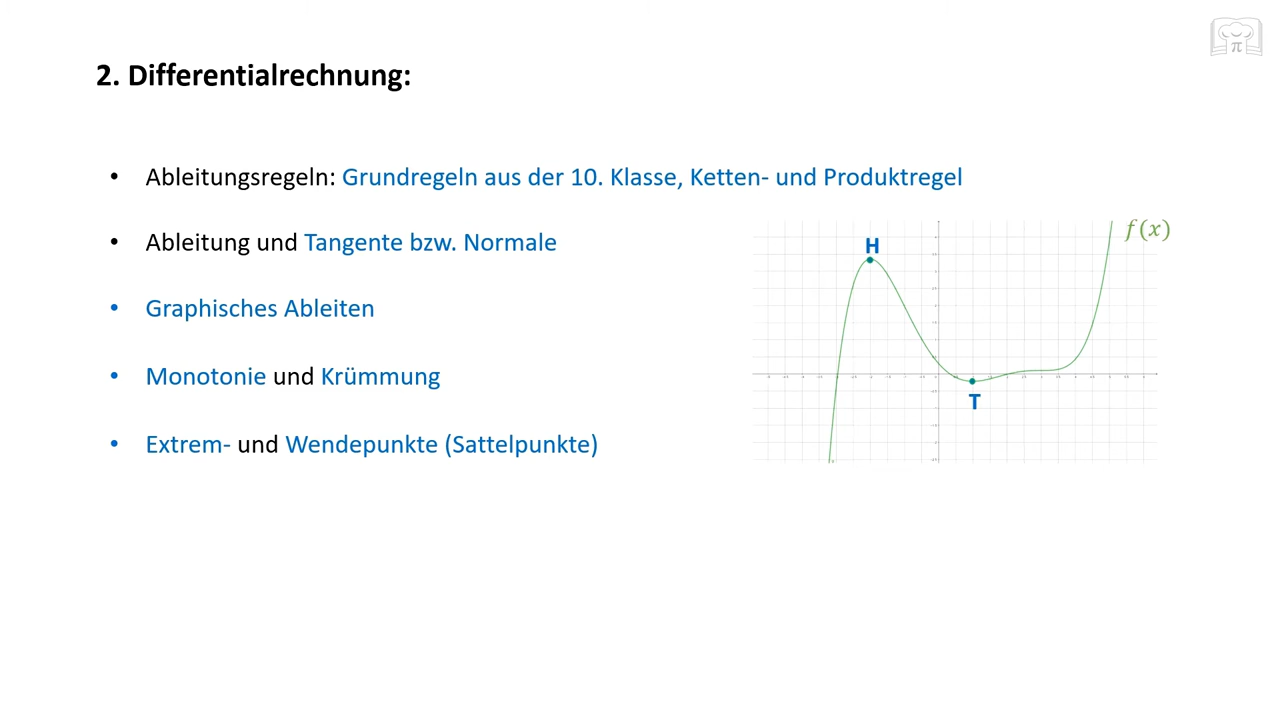 2. Differentialrechnung:
• Ableitungsregeln: Grundregeln aus der 10. Klasse, Ketten- und Produktregel
• Ableitung und Tangente bzw. Normale
• Graphisches Ableiten
• Monotonie und Krümmung
• Extrem- und Wendepunkte (Sattelpunkte)
f(x)
H
T
π